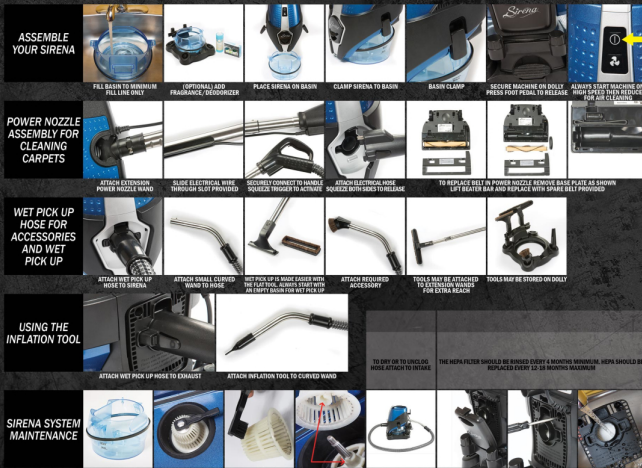 ASSEMBLE
YOUR SIRENA
Sirena
FILL BASIN TO MINIMUM
FILL LINE ONLY
(OPTIONAL) ADD
FRAGRANCE/DEODORIZER
PLACE SIRENA ON BASIN
CLAMP SIRENA TO BASIN
BASIN CLAMP
SECURE MACHINE ON DOLLY
PRESS FOOT PEDAL TO RELEASE
ALWAYS START MACHINE ON
HIGH SPEED THEN REDUCE
FOR AIR CLEANING
POWER NOZZLE
ASSEMBLY FOR
CLEANING
CARPETS
ATTACH EXTENSION
POWER NOZZLE WAND
SLIDE ELECTRICAL WIRE
THROUGH SLOT PROVIDED
SECURELY CONNECT TO HANDLE
SQUEEZE TRIGGER TO ACTIVATE
ATTACH ELECTRICAL HOSE
SQUEEZE BOTH SIDES TO RELEASE
TO REPLACE BELT IN POWER NOZZLE REMOVE BASE PLATE AS SHOWN
LIFT BEATER BAR AND REPLACE WITH SPARE BELT PROVIDED
WET PICK UP
HOSE FOR
ACCESSORIES
AND WET
PICK UP
ATTACH WET PICK UP
HOSE TO SIRENA
ATTACH SMALL CURVED
WAND TO HOSE
WET PICK UP IS MADE EASIER WITH
THE FLAT TOOL. ALWAYS START WITH
AN EMPTY BASIN FOR WET PICK UP
ATTACH REQUIRED
ACCESSORY
TOOLS MAY BE ATTACHED
TO EXTENSION WANDS
FOR EXTRA REACH
TOOLS MAY BE STORED ON DOLLY
USING THE
INFLATION TOOL
ATTACH WET PICK UP HOSE TO EXHAUST
ATTACH INFLATION TOOL TO CURVED WAND
TO DRY OR TO UNCLOG
HOSE ATTACH TO INTAKE
THE HEPA FILTER SHOULD BE RINSED EVERY 6 MONTHS MINIMUM. HEPA SHOULD BE
REPLACED EVERY 12-18 MONTHS MAXIMUM
SIRENA SYSTEM
MAINTENANCE